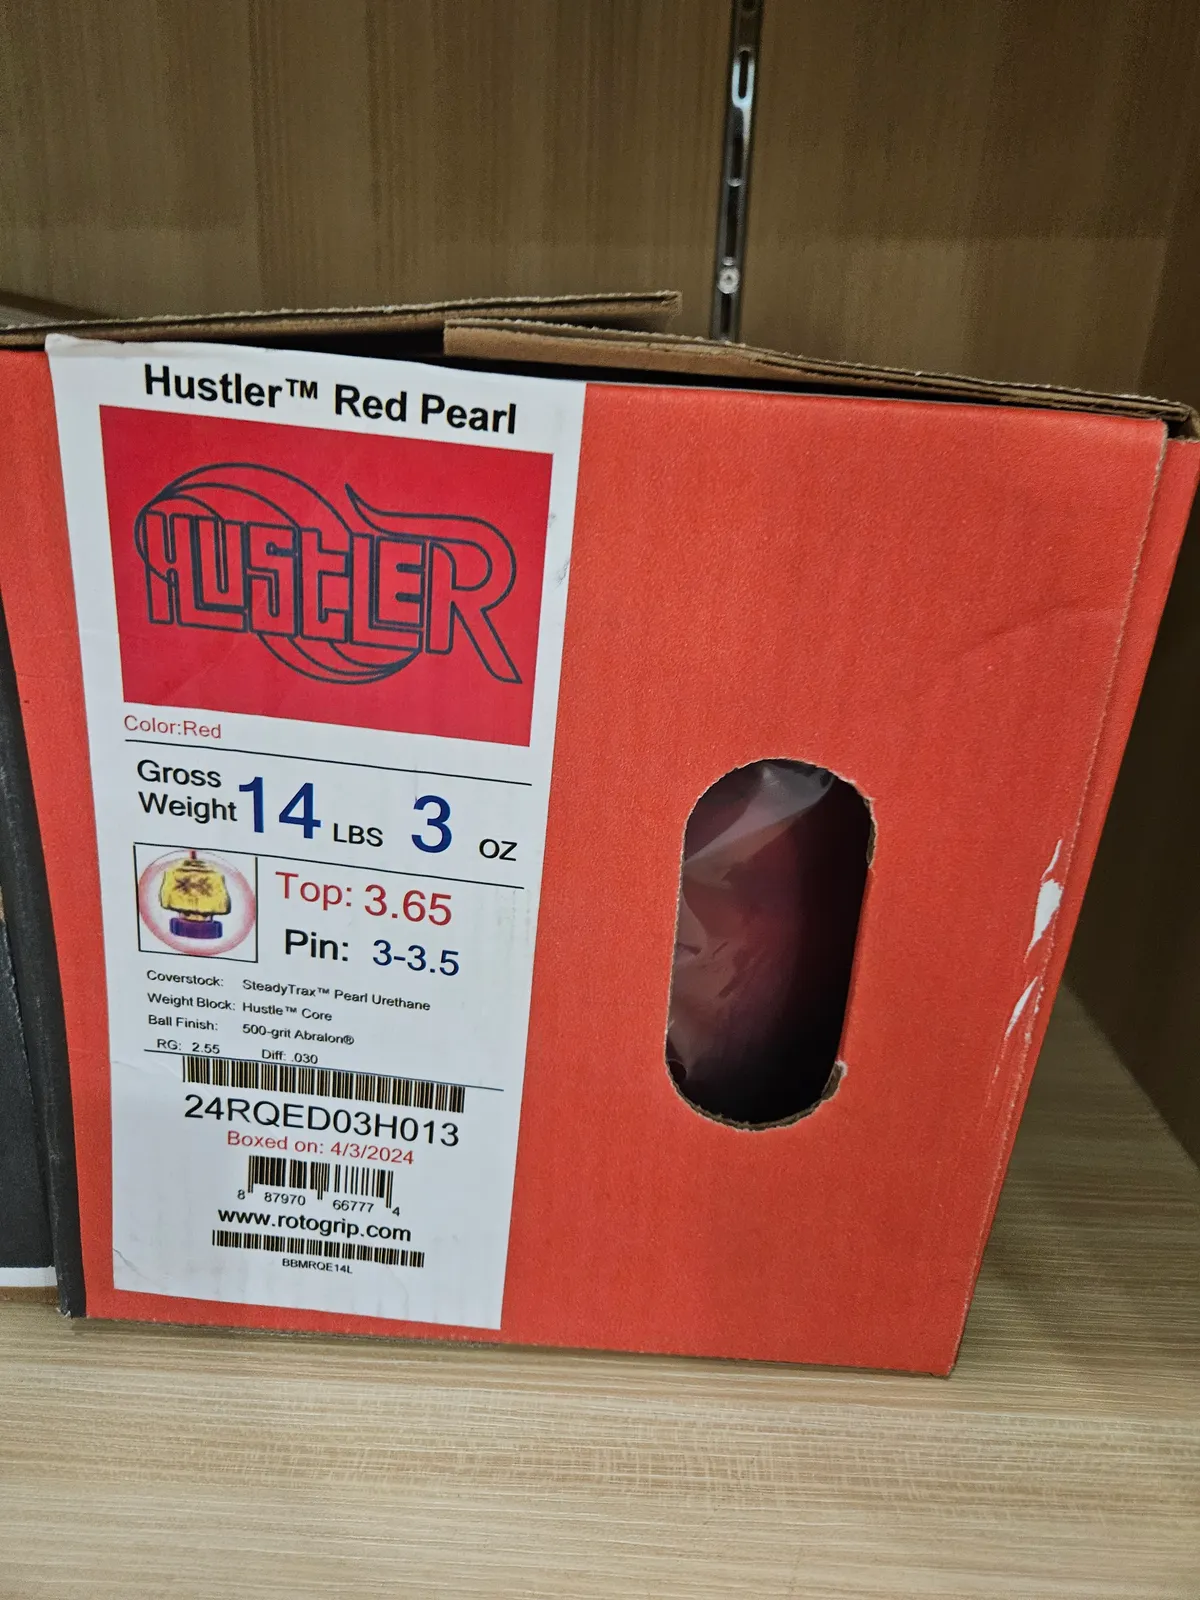 Hustler™ Red Pearl
HUSTLER
Color:Red
Gross Weight 14 LBS 3 OZ
Top: 3.65
Pin: 3-3.5
Coverstock: SteadyTrax™ Pearl Urethane
Weight Block: Hustle™ Core
Ball Finish: 500-grit Abralon®
RG: 2.55 Diff: .030
24RQED03H013
Boxed on: 4/3/2024
8 87970 66777 4
www.rotogrip.com
BBMRQE14L